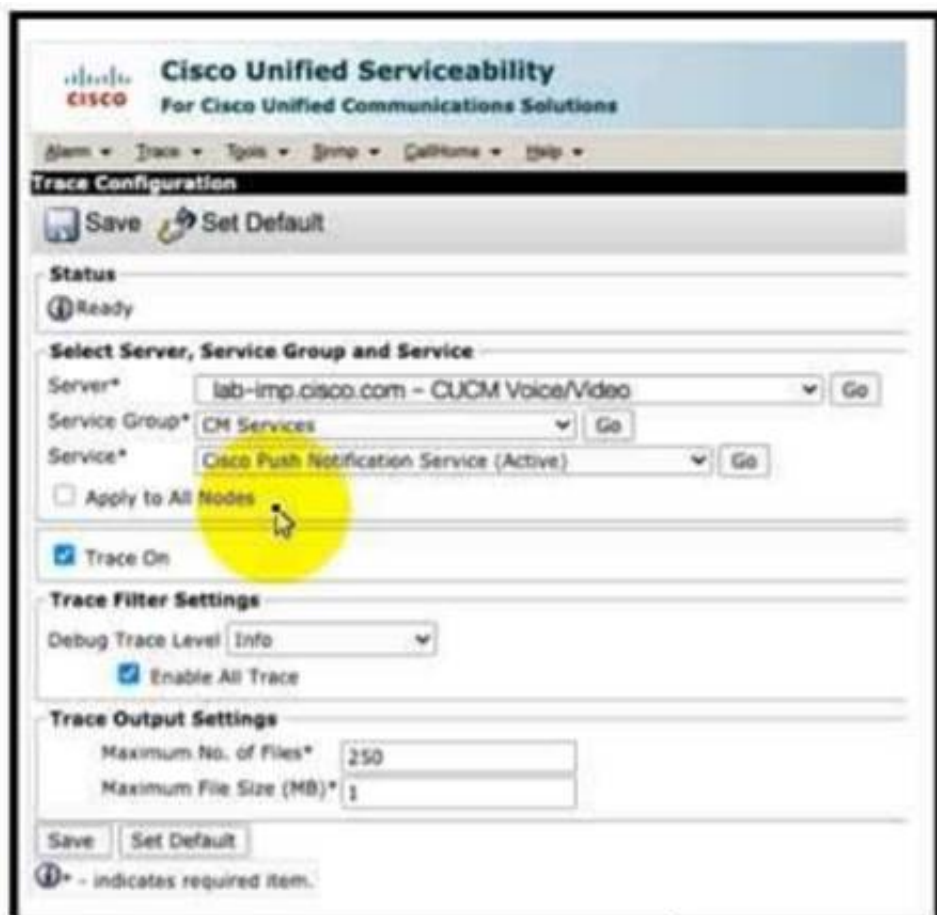 CISCO
Cisco Unified Serviceability
For Cisco Unified Communications Solutions
Alarm Trace Tools Snmp CallHome Help
Trace Configuration
Save Set Default
Status
Ready
Select Server, Service Group and Service
Server* lab-imp.cisco.com – CUCM Voice/Video Go
Service Group* CM Services Go
Service* Cisco Push Notification Service (Active) Go
Apply to All Nodes
Trace On
Trace Filter Settings
Debug Trace Level Info
Enable All Trace
Trace Output Settings
Maximum No. of Files* 250
Maximum File Size (MB)* 1
Save Set Default
* - indicates required item.